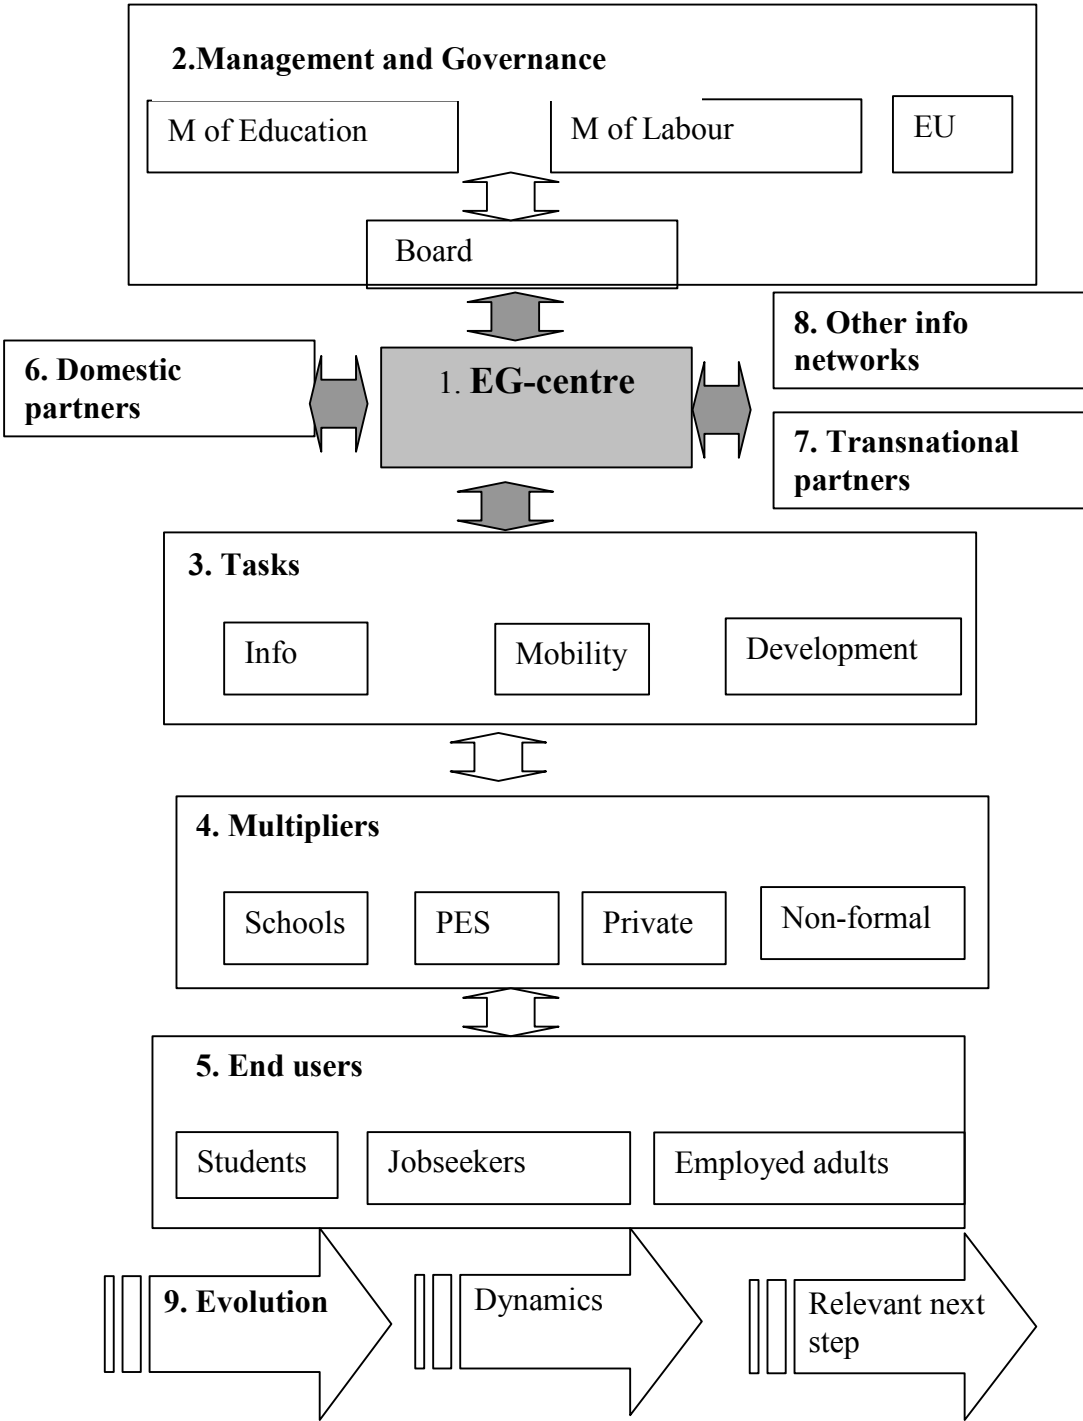 2.Management and Governance
M of Education
M of Labour
EU
Board
8. Other info
networks
6. Domestic
partners
1. EG-centre
7. Transnational
partners
3. Tasks
Info
Mobility
Development
4. Multipliers
Schools
PES
Private
Non-formal
5. End users
Students
Jobseekers
Employed adults
9. Evolution
Dynamics
Relevant next
step